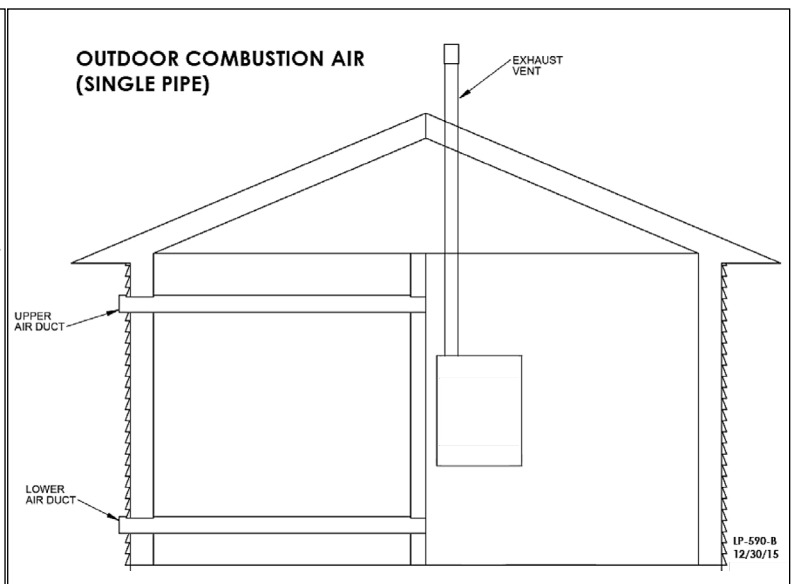 OUTDOOR COMBUSTION AIR
(SINGLE PIPE)
EXHAUST
VENT
UPPER
AIR DUCT
LOWER
AIR DUCT
LP-590-B
12/30/15